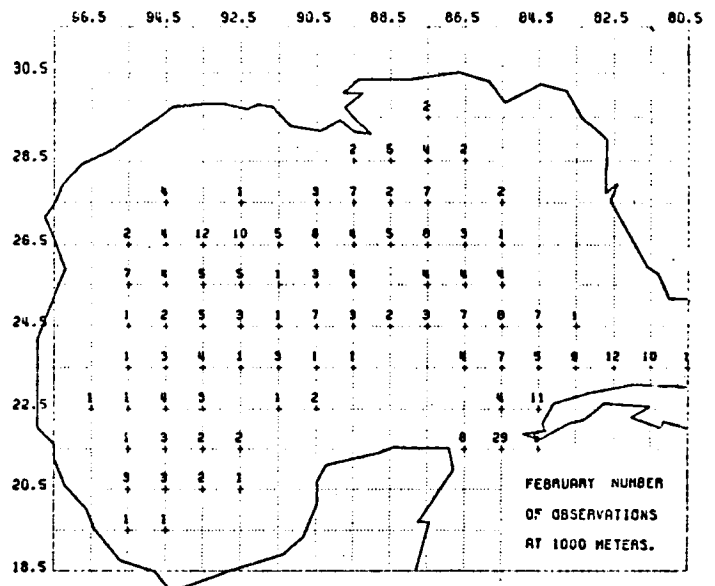 96.5 94.5 92.5 90.5 88.5 86.5 84.5 82.5 80.5
30.5
2
28.5 2 5 4 2
4 1 3 7 2 7 2
26.5 2 4 12 10 5 8 4 5 8 3 1
7 4 5 5 1 3 4 4 4 4
24.5 1 2 5 3 1 7 9 2 3 7 8 7 1
1 3 4 1 3 1 1 4 7 5 9 12 10
22.5 1 1 4 3 1 2 4 11
1 3 2 2 8 29
20.5 3 3 2 1
FEBRUARY NUMBER
OF OBSERVATIONS
1 1
AT 1000 METERS.
18.5